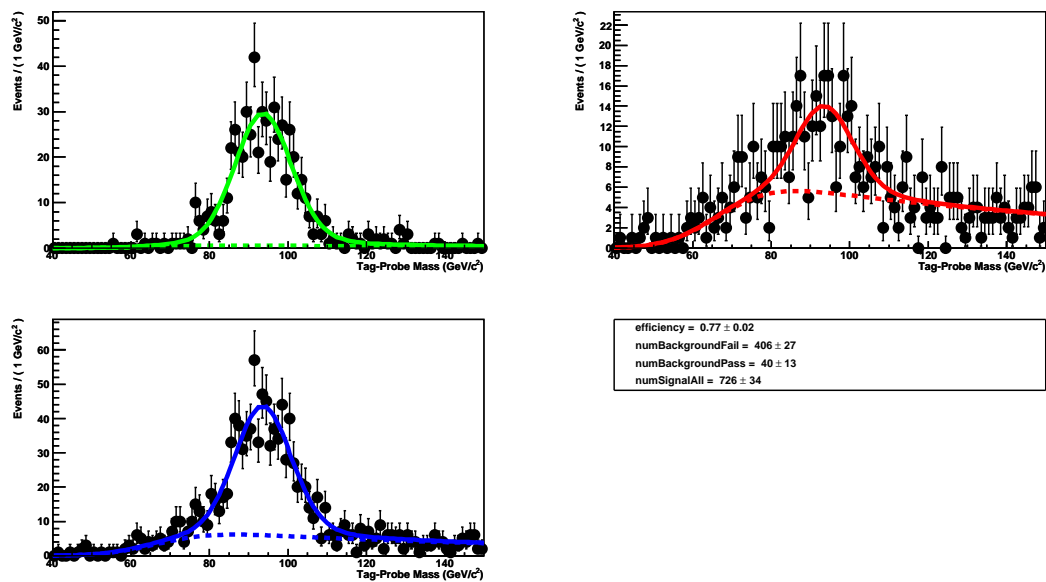 50
40
30
20
10
0
Events / ( 1 GeV/c² )
40 60 80 100 120 140
Tag-Probe Mass (GeV/c²)
22
20
18
16
14
12
10
8
6
4
2
0
Events / ( 1 GeV/c² )
40 60 80 100 120 140
Tag-Probe Mass (GeV/c²)
60
50
40
30
20
10
0
Events / ( 1 GeV/c² )
40 60 80 100 120 140
Tag-Probe Mass (GeV/c²)
efficiency = 0.77 ± 0.02
numBackgroundFail = 406 ± 27
numBackgroundPass = 40 ± 13
numSignalAll = 726 ± 34